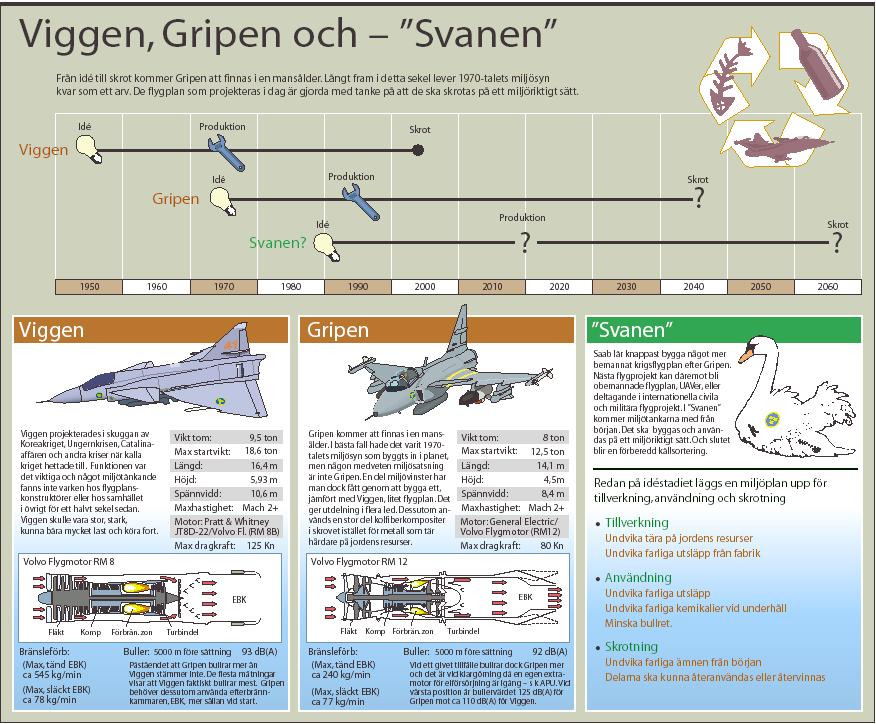 Viggen, Gripen och – ”Svanen”
Från idé till skrot kommer Gripen att finnas i en mansålder. Långt fram i detta sekel lever 1970-talets miljösyn
kvar som ett arv. De flygplan som projekteras i dag är gjorda med tanke på att de ska skrotas på ett miljöriktigt sätt.
Idé
Produktion
Skrot
Viggen
Idé
Produktion
Skrot
Gripen
?
Idé
Produktion
Skrot
Svanen?
?
?
1950 1960 1970 1980 1990 2000 2010 2020 2030 2040 2050 2060
Viggen
41
Viggen projekterades i skuggan av
Koreakriget, Ungernkrisen, Catalina-
affären och andra kriser när kalla
kriget hettade till. Funktionen var
det viktiga och något miljötänkande
fanns inte varken hos flygplans-
konstruktörer eller hos samhället
i övrigt för ett halvt sekel sedan.
Viggen skulle vara stor, stark,
kunna bära mycket last och köra fort.
Vikt tom: 9,5 ton
Max startvikt: 18,6 ton
Längd: 16,4 m
Höjd: 5,93 m
Spännvidd: 10,6 m
Maxhastighet: Mach 2+
Motor: Pratt & Whitney
JT8D-22/Volvo Fl. (RM 8B)
Max dragkraft: 125 Kn
Volvo Flygmotor RM 8
EBK
Fläkt Komp Förbrän. zon Turbindel
Bränsleförb:
(Max, tänd EBK)
ca 545 kg/min
(Max, släckt EBK)
ca 78 kg/min
Buller: 5000 m före sättning 93 dB(A)
Påståendet att Gripen bullrar mer än
Viggen stämmer inte. De flesta mätningar
visar att Viggen faktiskt bullrar mest. Gripen
behöver dessutom använda efterbränn-
kammaren, EBK, mer sällan vid start.
Gripen
Gripen kommer att finnas i en mans-
ålder. I bästa fall hade det varit 1970-
talets miljösyn som byggts in i planet,
men någon medveten miljösatsning
är inte Gripen. En del miljövinster har
man dock fått genom att bygga ett,
jämfört med Viggen, litet flygplan. Det
ger utdelning i flera led. Dessutom an-
vänds en stor del kolfiberkompositer
i skrovet istället för metall som tär
hårdare på jordens resurser.
Vikt tom: 8 ton
Max startvikt: 12,5 ton
Längd: 14,1 m
Höjd: 4,5m
Spännvidd: 8,4 m
Maxhastighet: Mach 2+
Motor: General Electric/
Volvo Flygmotor (RM12)
Max dragkraft: 80 Kn
Volvo Flygmotor RM 12
EBK
Fläkt Komp Förbrän. zon Turbindel
Bränsleförb:
(Max, tänd EBK)
ca 240 kg/min
(Max, släckt EBK)
ca 77 kg/min
Buller: 5000 m före sättning 92 dB(A)
Vid ett givet tillfälle bullrar dock Gripen mer
och det är vid klargöming då en egen extra-
motor för elförsörjning är igång – s k APU. Vid
värsta position är bullervärdet 125 dB(A) för
Gripen mot ca 110 dB(A) för Viggen.
”Svanen”
Saab lär knappast bygga något mer
bemannat krigsflygplan efter Gripen.
Nästa flygprojekt kan däremot bli
obemannade flygplan, UAVer, eller
deltagande i internationella civila
och militära flygprojekt. I ”Svanen”
kommer miljötankarna med från
början. Det ska byggas och använ-
das på ett miljöriktigt sätt. Och slutet
blir en förberedd källsortering.
Redan på idéstadiet läggs en miljöplan upp för
tillverkning, användning och skrotning
• Tillverkning
Undvika tära på jordens resurser
Undvika farliga utsläpp från fabrik
• Användning
Undvika farliga utsläpp
Undvika farliga kemikalier vid underhåll
Minska bullret.
• Skrotning
Undvika farliga ämnen från början
Delarna ska kunna återanvändas eller återvinnas